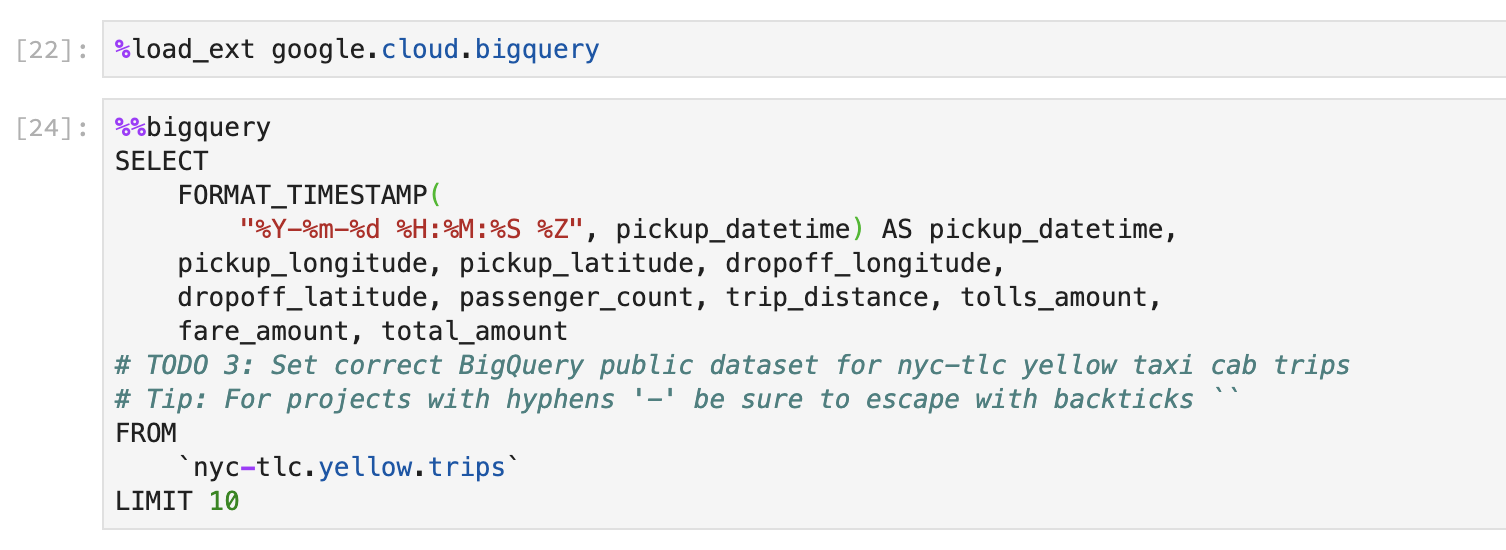 [22]: %load_ext google.cloud.bigquery
[24]: %%bigquery
SELECT
    FORMAT_TIMESTAMP(
        "%Y-%m-%d %H:%M:%S %Z", pickup_datetime) AS pickup_datetime,
    pickup_longitude, pickup_latitude, dropoff_longitude,
    dropoff_latitude, passenger_count, trip_distance, tolls_amount,
    fare_amount, total_amount
# TODO 3: Set correct BigQuery public dataset for nyc-tlc yellow taxi cab trips
# Tip: For projects with hyphens '-' be sure to escape with backticks ``
FROM
    `nyc-tlc.yellow.trips`
LIMIT 10